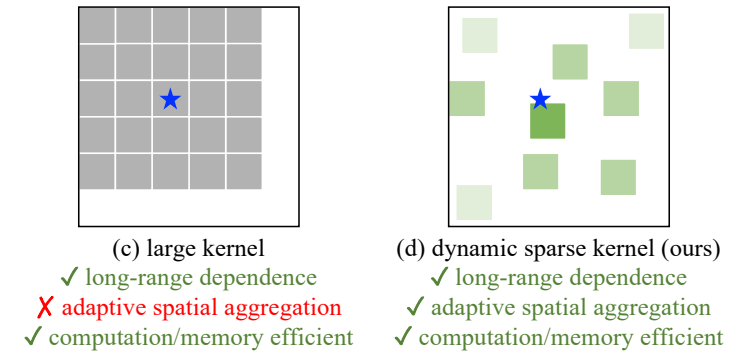 (c) large kernel
✓ long-range dependence
✗ adaptive spatial aggregation
✓ computation/memory efficient
(d) dynamic sparse kernel (ours)
✓ long-range dependence
✓ adaptive spatial aggregation
✓ computation/memory efficient